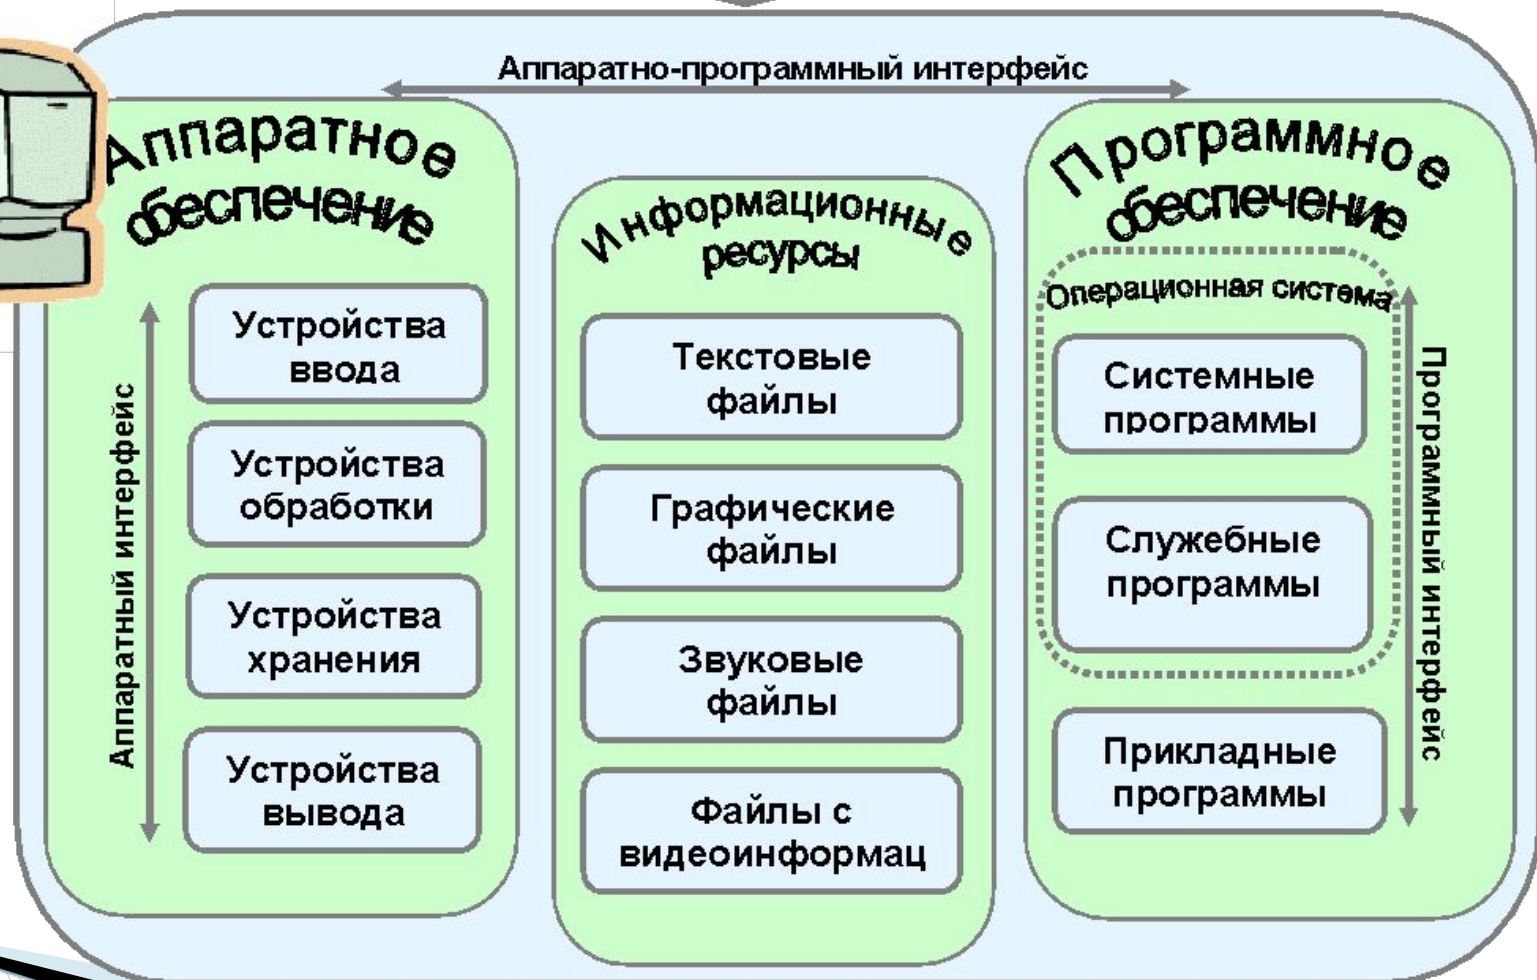 Аппаратно-программный интерфейс
Аппаратное
обеспечение
Аппаратный интерфейс
Устройства
ввода
Устройства
обработки
Устройства
хранения
Устройства
вывода
Информационные
ресурсы
Текстовые
файлы
Графические
файлы
Звуковые
файлы
Файлы с
видеоинформац
Программное
обеспечение
Операционная система
Системные
программы
Служебные
программы
Прикладные
программы
Программный интерфейс